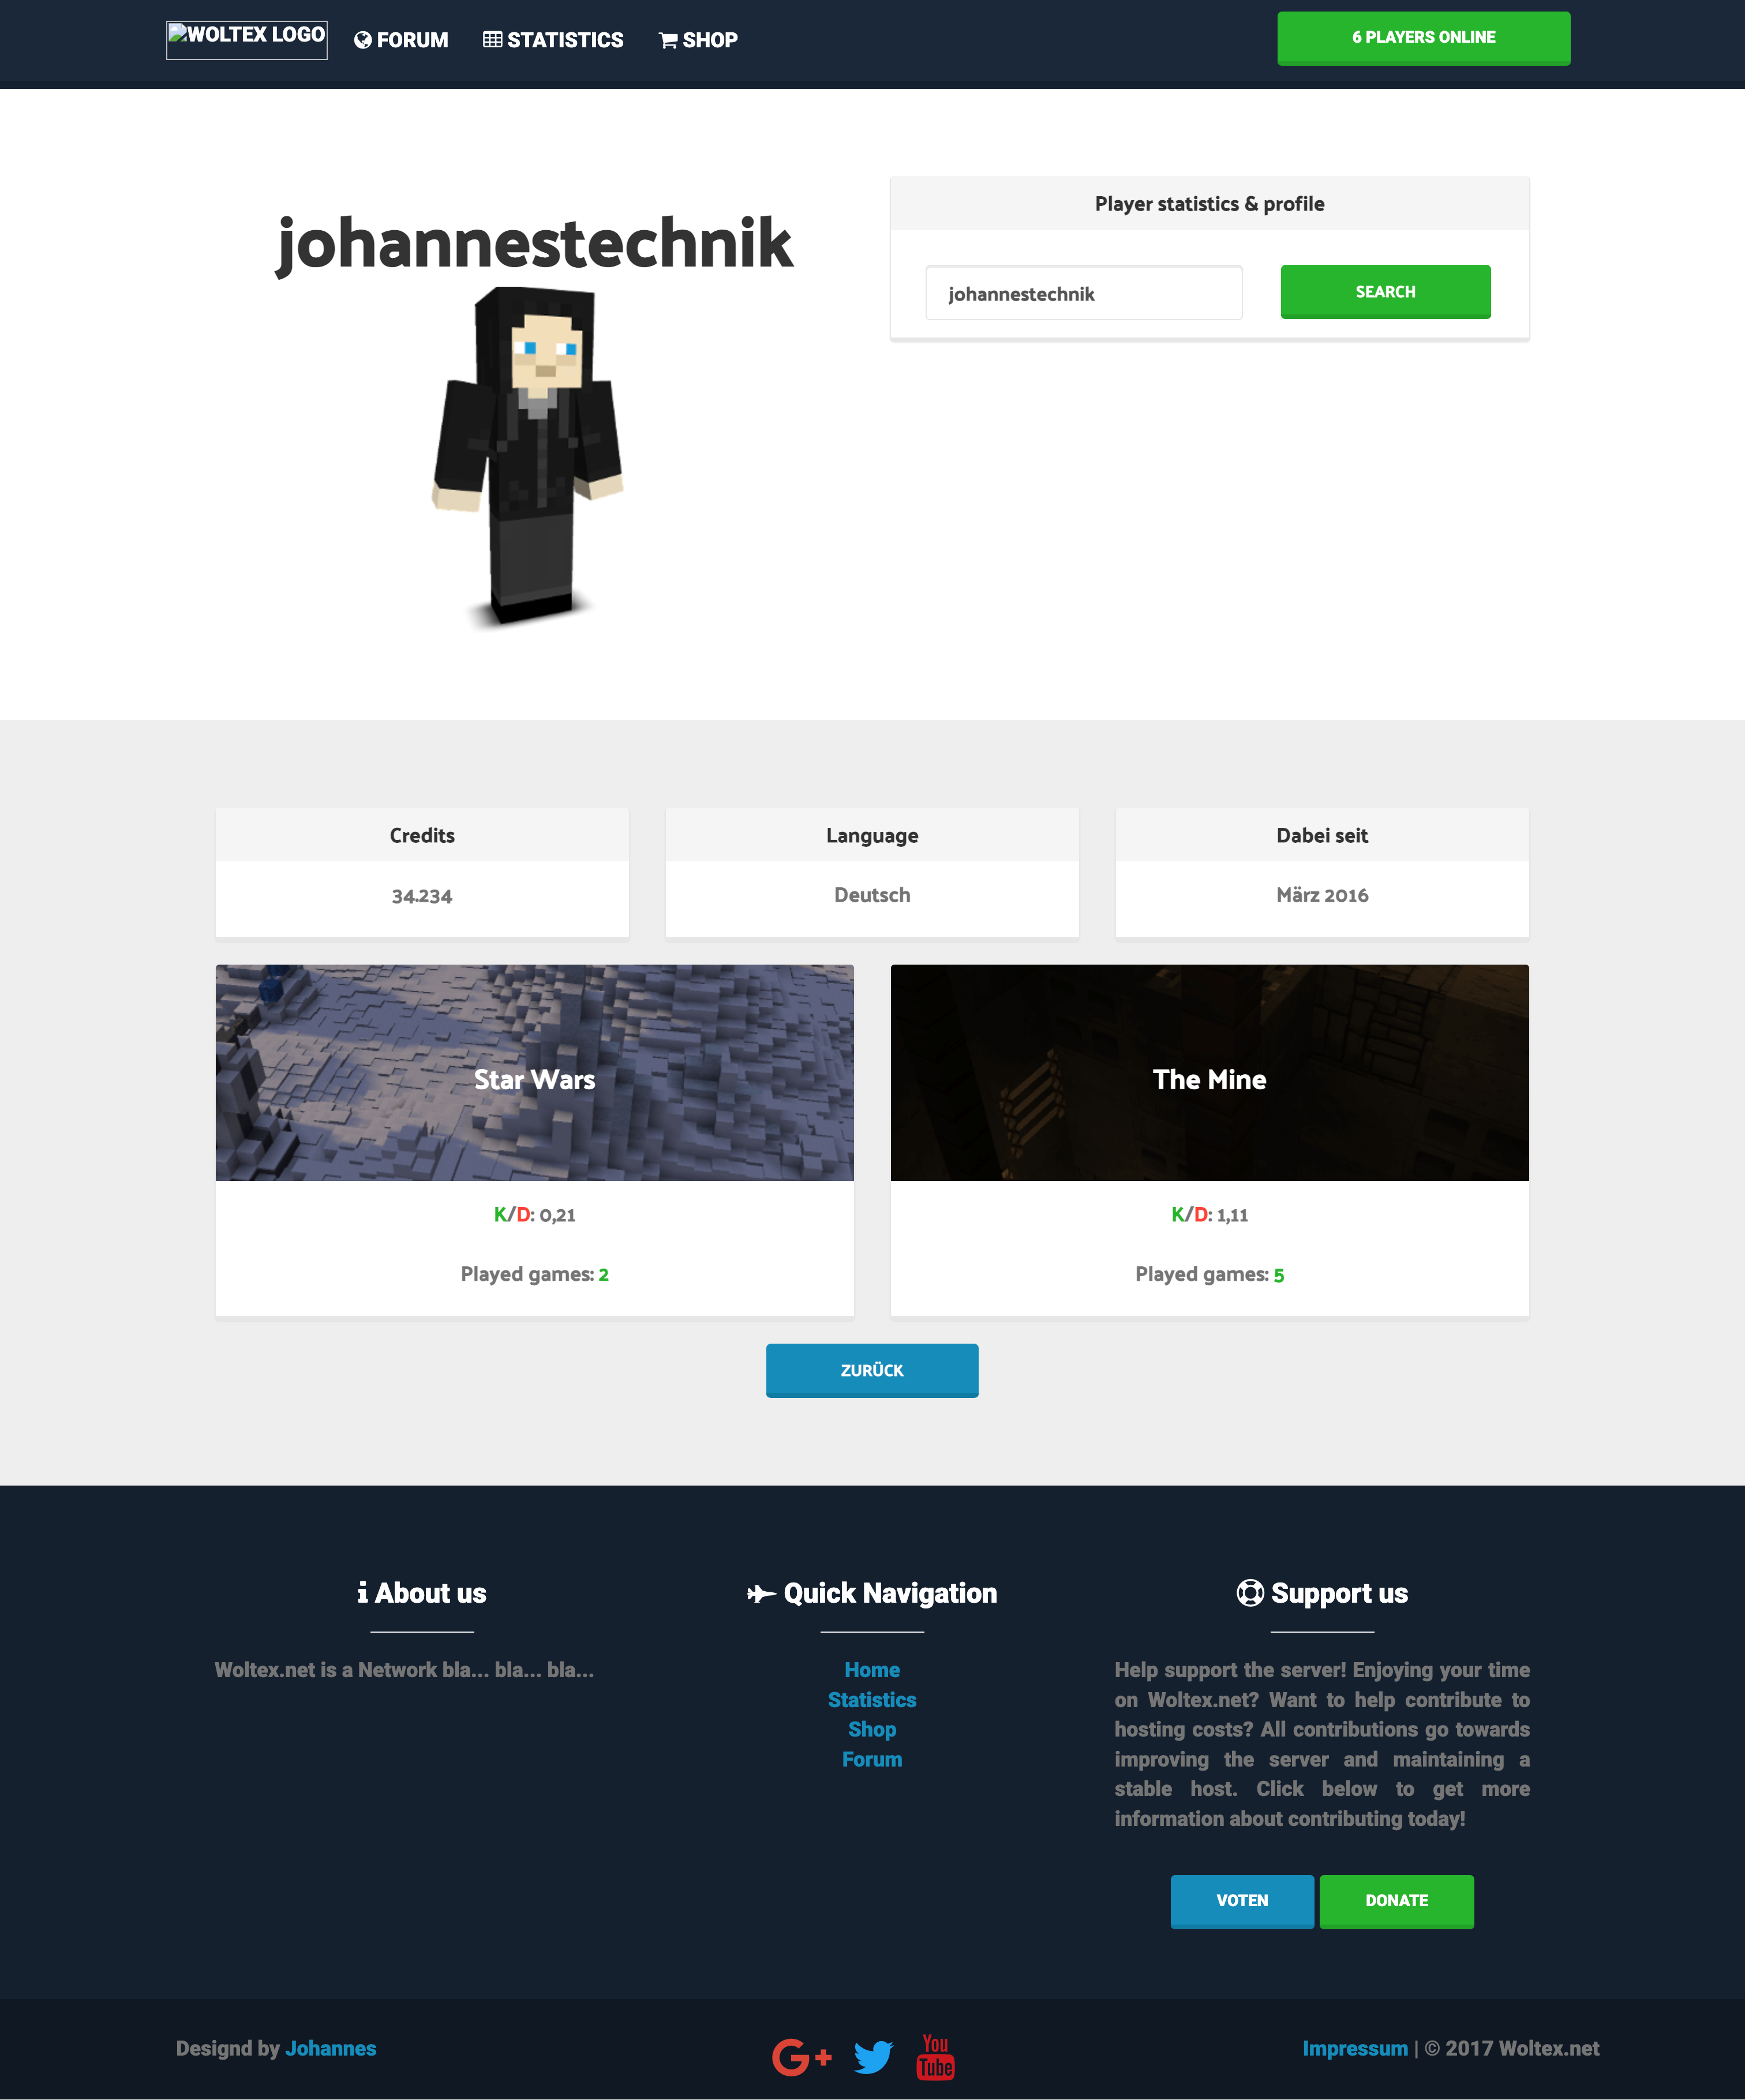 WOLTEX LOGO
FORUM
STATISTICS
SHOP
6 PLAYERS ONLINE
johannestechnik
Player statistics & profile
johannestechnik
SEARCH
Credits
34.234
Language
Deutsch
Dabei seit
März 2016
Star Wars
K/D: 0,21
Played games: 2
The Mine
K/D: 1,11
Played games: 5
ZURÜCK
About us
Woltex.net is a Network bla... bla... bla...
Quick Navigation
Home
Statistics
Shop
Forum
Support us
Help support the server! Enjoying your time
on Woltex.net? Want to help contribute to
hosting costs? All contributions go towards
improving the server and maintaining a
stable host. Click below to get more
information about contributing today!
VOTEN
DONATE
Designd by Johannes
G+
You
Tube
Impressum | © 2017 Woltex.net